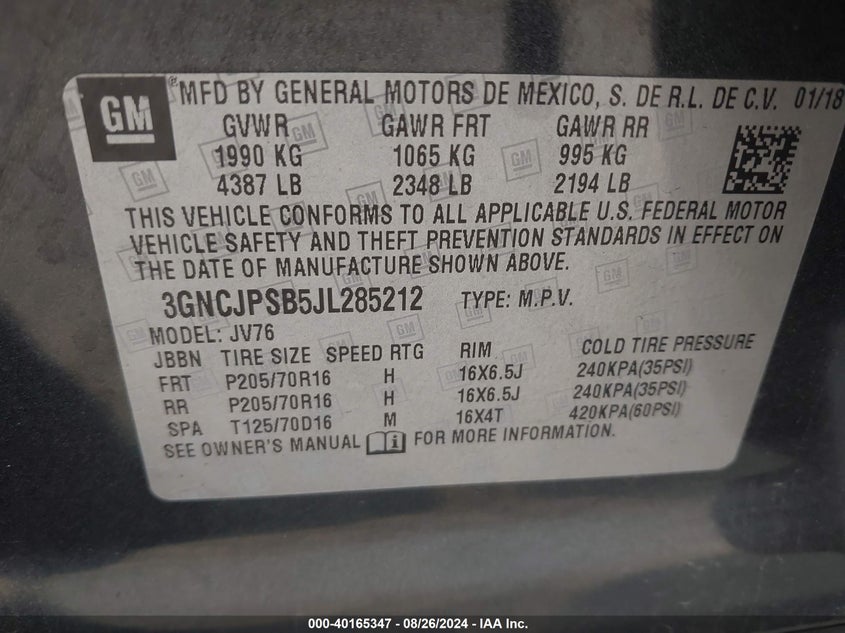 GM ® MFD BY GENERAL MOTORS DE MEXICO, S. DE R.L. DE C.V. 01/18
GVWR GAWR FRT GAWR RR
1990 KG 1065 KG 995 KG
4387 LB 2348 LB 2194 LB
THIS VEHICLE CONFORMS TO ALL APPLICABLE U.S. FEDERAL MOTOR
VEHICLE SAFETY AND THEFT PREVENTION STANDARDS IN EFFECT ON
THE DATE OF MANUFACTURE SHOWN ABOVE.
3GNCJPSB5JL285212 TYPE: M.P.V.
MODEL: JV76
JBBN TIRE SIZE SPEED RTG RIM COLD TIRE PRESSURE
FRT P205/70R16 H 16X6.5J 240KPA(35PSI)
RR P205/70R16 H 16X6.5J 240KPA(35PSI)
SPA T125/70D16 M 16X4T 420KPA(60PSI)
SEE OWNER'S MANUAL FOR MORE INFORMATION.
000-40165347 - 08/26/2024 - IAA Inc.